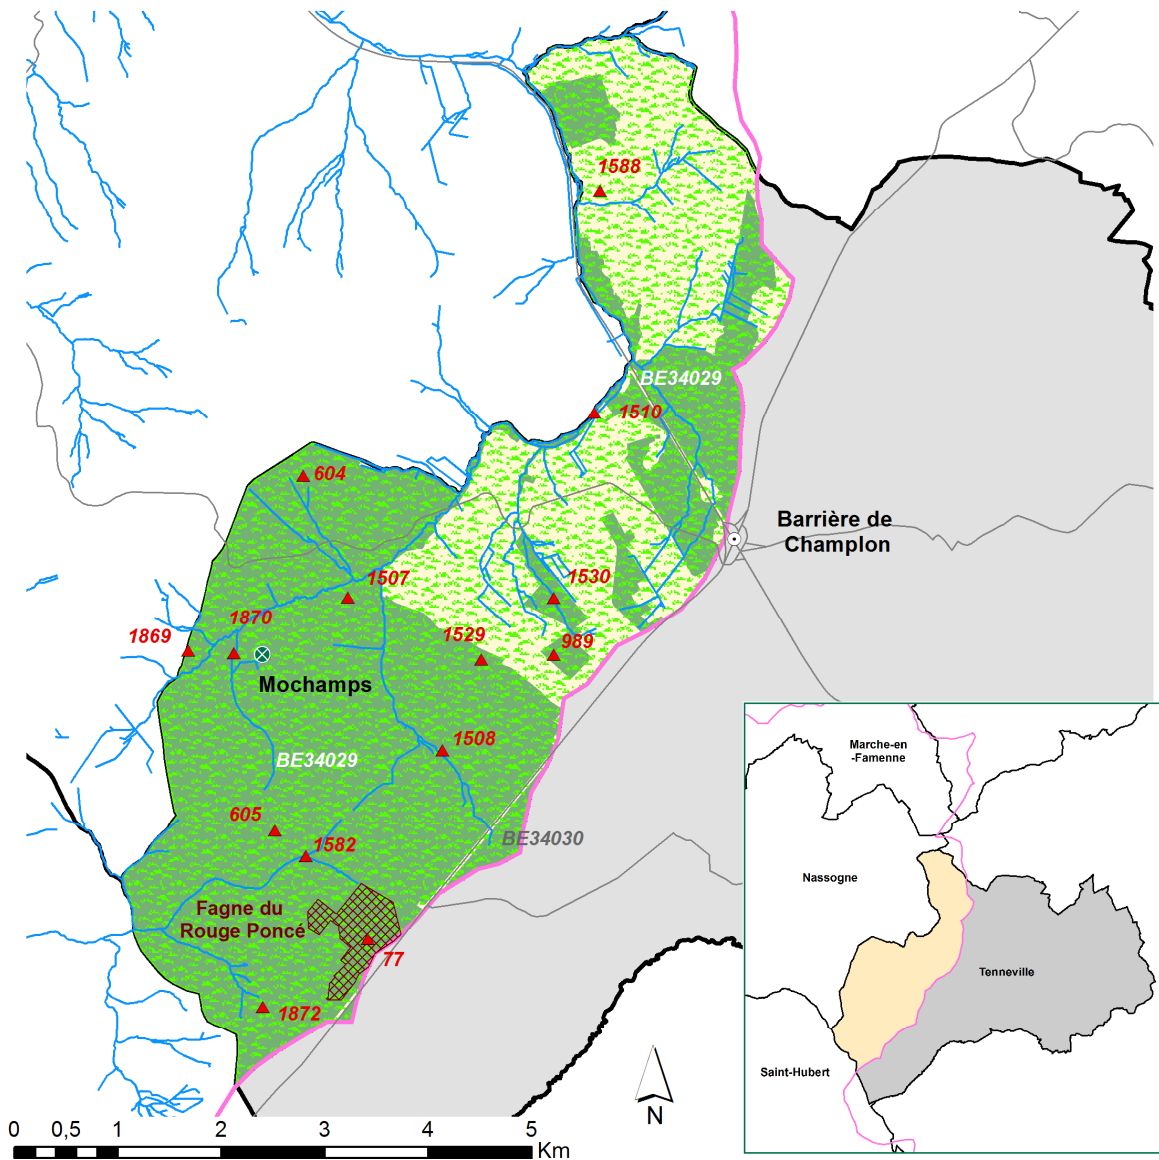 1588
BE34029
1510
604
Barrière de
Champlon
1507
1530
1870
1869
1529
989
Mochamps
1508
BE34029
605
1582
BE34030
Fagne du
Rouge Poncé
77
1872
N
0 0,5 1 2 3 4 5
Km
Marche-en
-Famenne
Nassogne
Tenneville
Saint-Hubert